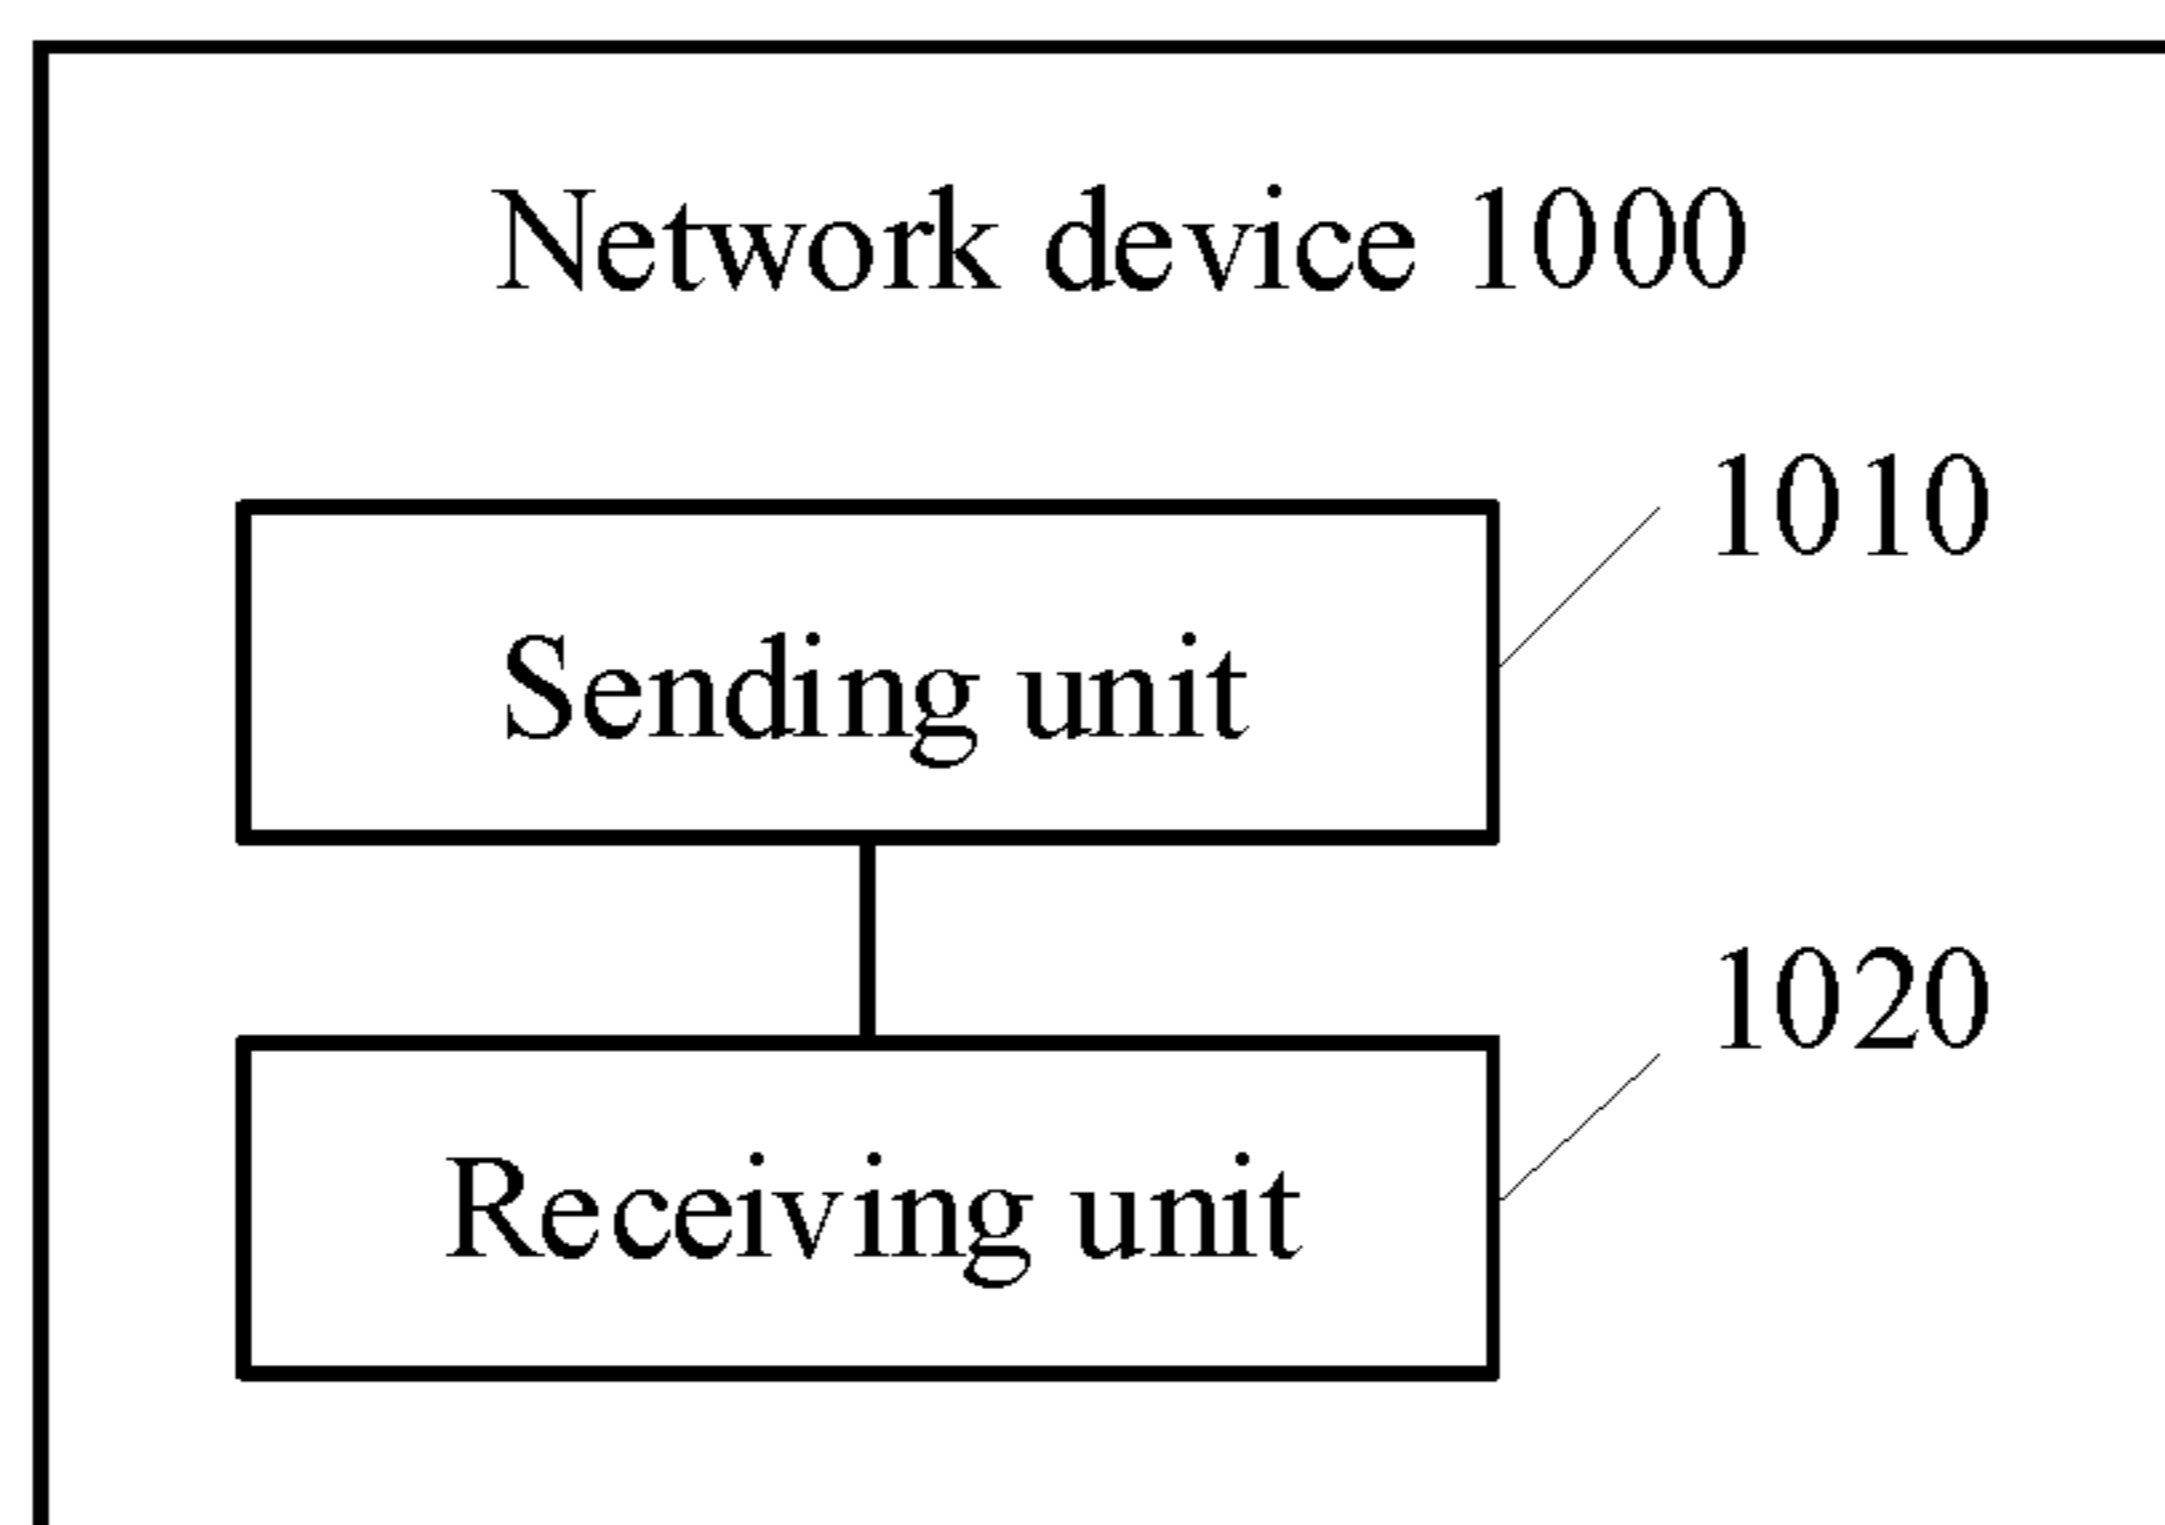 Network device 1000
1010
Sending unit
1020
Receiving unit